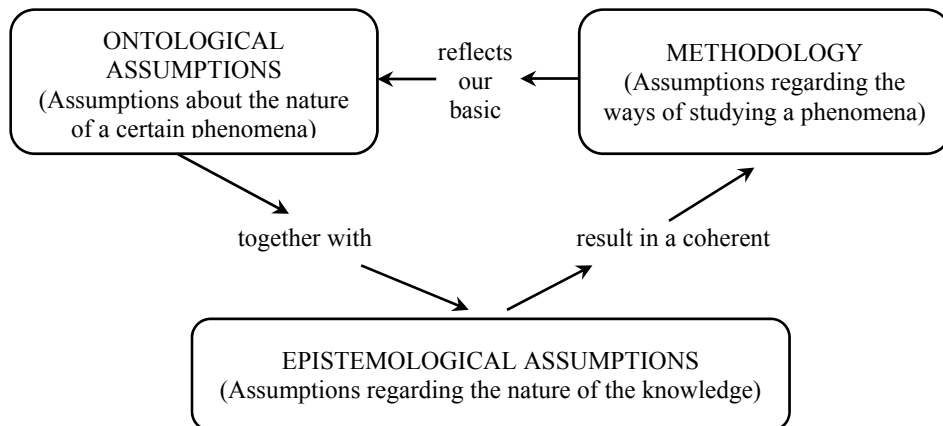 ONTOLOGICAL
ASSUMPTIONS
(Assumptions about the nature
of a certain phenomena)
reflects
our
basic
METHODOLOGY
(Assumptions regarding the
ways of studying a phenomena)
together with
result in a coherent
EPISTEMOLOGICAL ASSUMPTIONS
(Assumptions regarding the nature of the knowledge)